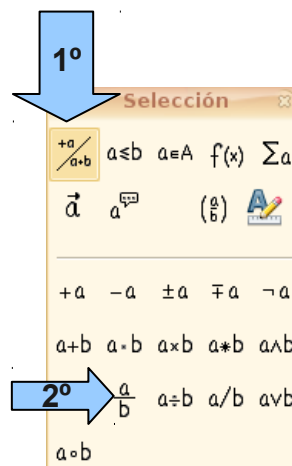 1º
Selección
+a/a+b a≤b a∈A f(x) Σa
a⃗ a (a b)
+a −a ±a ∓a ¬a
a+b a·b a×b a∗b a∧b
2º a/b a÷b a/b a∨b
a∘b